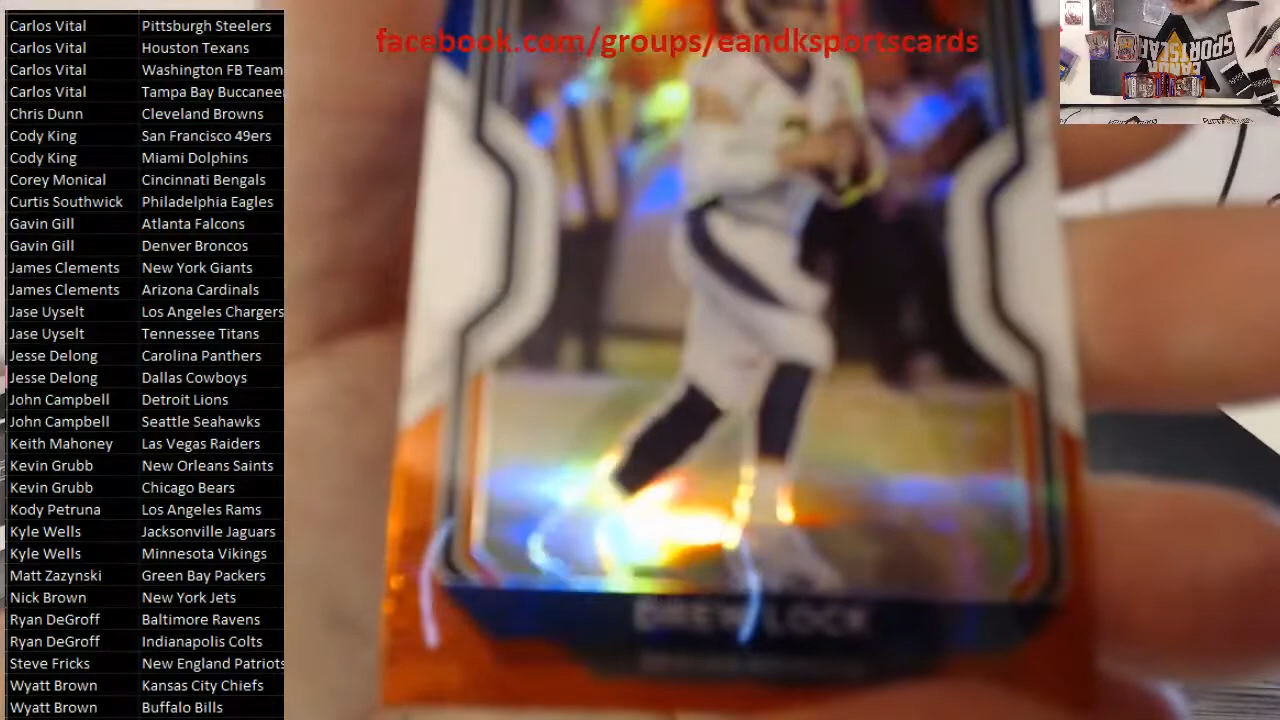 Carlos Vital Pittsburgh Steelers
Carlos Vital Houston Texans
Carlos Vital Washington FB Team
Carlos Vital Tampa Bay Buccanee
Chris Dunn Cleveland Browns
Cody King San Francisco 49ers
Cody King Miami Dolphins
Corey Monical Cincinnati Bengals
Curtis Southwick Philadelphia Eagles
Gavin Gill Atlanta Falcons
Gavin Gill Denver Broncos
James Clements New York Giants
James Clements Arizona Cardinals
Jase Uyselt Los Angeles Chargers
Jase Uyselt Tennessee Titans
Jesse Delong Carolina Panthers
Jesse Delong Dallas Cowboys
John Campbell Detroit Lions
John Campbell Seattle Seahawks
Keith Mahoney Las Vegas Raiders
Kevin Grubb New Orleans Saints
Kevin Grubb Chicago Bears
Kody Petruna Los Angeles Rams
Kyle Wells Jacksonville Jaguars
Kyle Wells Minnesota Vikings
Matt Zazynski Green Bay Packers
Nick Brown New York Jets
Ryan DeGroff Baltimore Ravens
Ryan DeGroff Indianapolis Colts
Steve Fricks New England Patriots
Wyatt Brown Kansas City Chiefs
Wyatt Brown Buffalo Bills
facebook.com/groups/eandksportscards
DREW LOCK